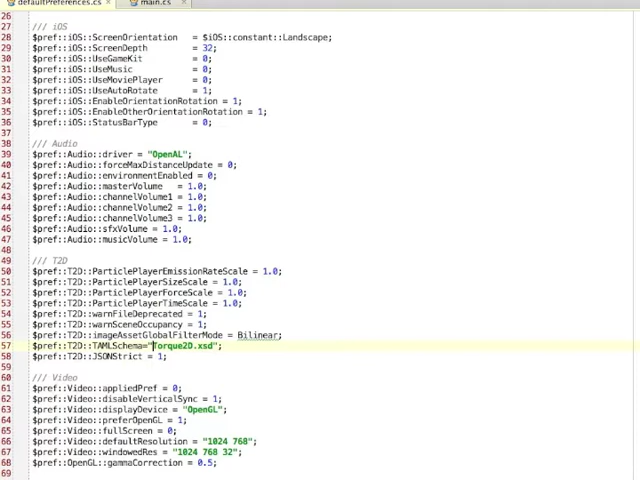 defaultPreferences.cs × main.cs ×
26
27 /// iOS
28 $pref::iOS::ScreenOrientation = $iOS::constant::Landscape;
29 $pref::iOS::ScreenDepth = 32;
30 $pref::iOS::UseGameKit = 0;
31 $pref::iOS::UseMusic = 0;
32 $pref::iOS::UseMoviePlayer = 0;
33 $pref::iOS::UseAutoRotate = 1;
34 $pref::iOS::EnableOrientationRotation = 1;
35 $pref::iOS::EnableOtherOrientationRotation = 1;
36 $pref::iOS::StatusBarType = 0;
37
38 /// Audio
39 $pref::Audio::driver = "OpenAL";
40 $pref::Audio::forceMaxDistanceUpdate = 0;
41 $pref::Audio::environmentEnabled = 0;
42 $pref::Audio::masterVolume = 1.0;
43 $pref::Audio::channelVolume1 = 1.0;
44 $pref::Audio::channelVolume2 = 1.0;
45 $pref::Audio::channelVolume3 = 1.0;
46 $pref::Audio::sfxVolume = 1.0;
47 $pref::Audio::musicVolume = 1.0;
48
49 /// T2D
50 $pref::T2D::ParticlePlayerEmissionRateScale = 1.0;
51 $pref::T2D::ParticlePlayerSizeScale = 1.0;
52 $pref::T2D::ParticlePlayerForceScale = 1.0;
53 $pref::T2D::ParticlePlayerTimeScale = 1.0;
54 $pref::T2D::warnFileDeprecated = 1;
55 $pref::T2D::warnSceneOccupancy = 1;
56 $pref::T2D::imageAssetGlobalFilterMode = Bilinear;
57 $pref::T2D::TAMLSchema="Torque2D.xsd";
58 $pref::T2D::JSONStrict = 1;
59
60 /// Video
61 $pref::Video::appliedPref = 0;
62 $pref::Video::disableVerticalSync = 1;
63 $pref::Video::displayDevice = "OpenGL";
64 $pref::Video::preferOpenGL = 1;
65 $pref::Video::fullScreen = 0;
66 $pref::Video::defaultResolution = "1024 768";
67 $pref::Video::windowedRes = "1024 768 32";
68 $pref::OpenGL::gammaCorrection = 0.5;
69